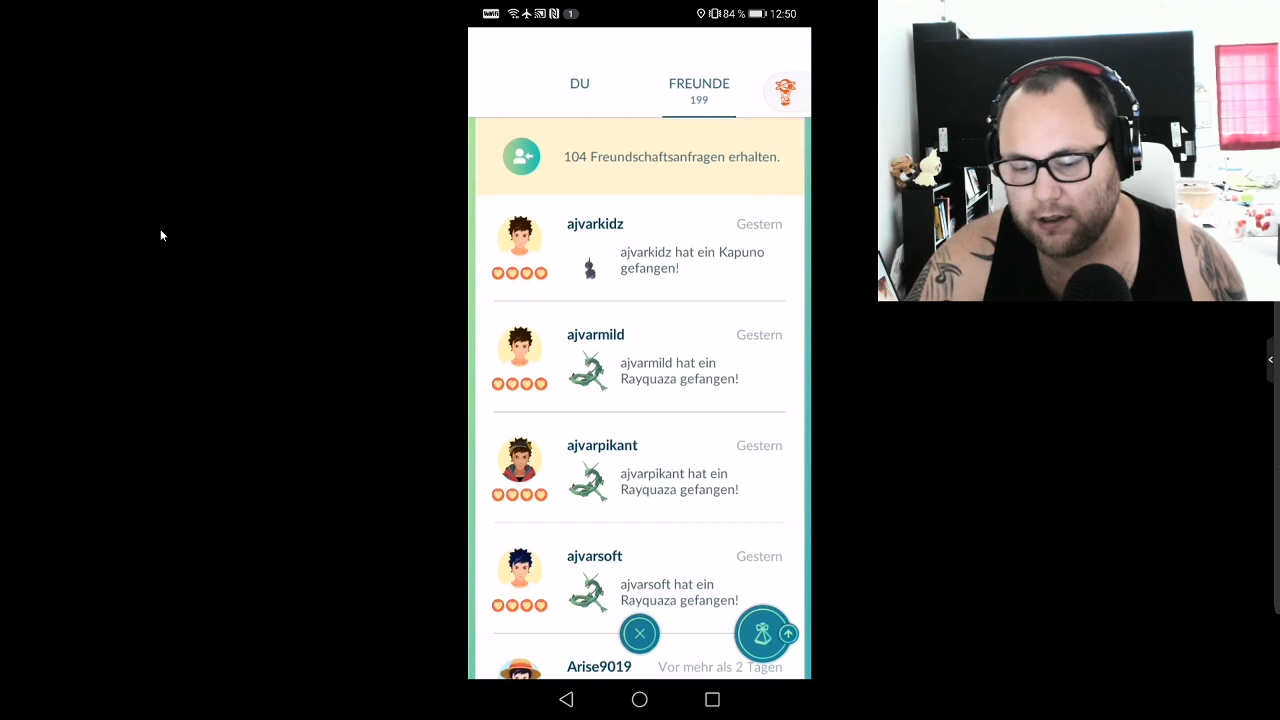 1
84 %
12:50
DU
FREUNDE
199
104 Freundschaftsanfragen erhalten.
ajvarkidz
Gestern
ajvarkidz hat ein Kapuno
gefangen!
ajvarmild
Gestern
ajvarmild hat ein
Rayquaza gefangen!
ajvarpikant
Gestern
ajvarpikant hat ein
Rayquaza gefangen!
ajvarsoft
Gestern
ajvarsoft hat ein
Rayquaza gefangen!
Arise9019
Vor mehr als 2 Tagen